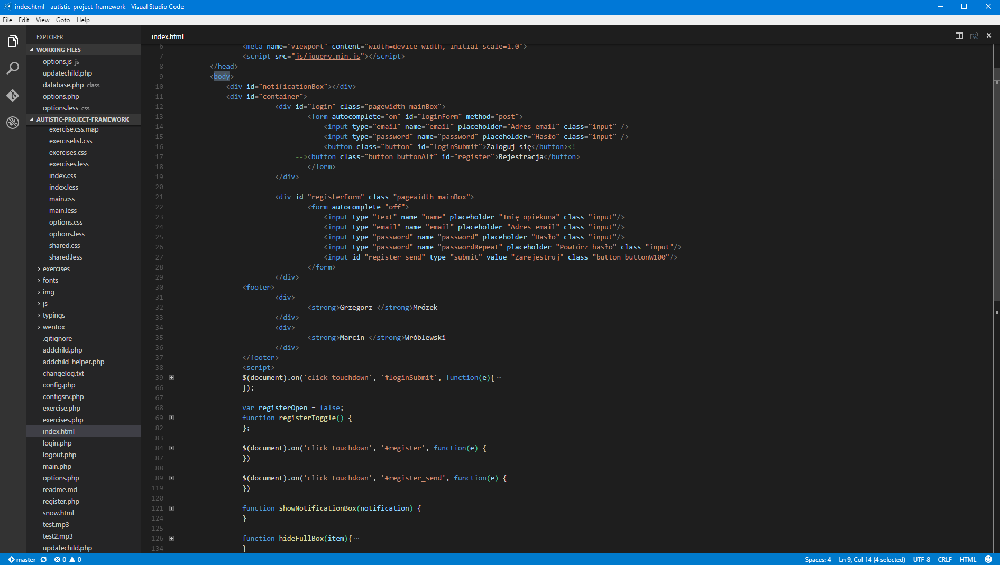 index.html - autistic-project-framework - Visual Studio Code
File Edit View Goto Help
EXPLORER
WORKING FILES
options.js js
updatechild.php
database.php class
options.php
options.less css
AUTISTIC-PROJECT-FRAMEWORK
exercise.css.map
exerciselist.css
exercises.css
exercises.less
index.css
index.less
main.css
main.less
options.css
options.less
shared.css
shared.less
exercises
fonts
img
js
typings
wentox
.gitignore
addchild.php
addchild_helper.php
changelog.txt
config.php
configsrv.php
exercise.php
exercises.php
index.html
login.php
logout.php
main.php
options.php
readme.md
register.php
snow.html
test.mp3
test2.mp3
updatechild.php
index.html
6 <meta name="viewport" content="width=device-width, initial-scale=1.0">
7 <script src="js/jquery.min.js"></script>
8 </head>
9 <body>
10 <div id="notificationBox"></div>
11 <div id="container">
12 <div id="login" class="pagewidth mainBox">
13 <form autocomplete="on" id="loginForm" method="post">
14 <input type="email" name="email" placeholder="Adres email" class="input" />
15 <input type="password" name="password" placeholder="Hasło" class="input" />
16 <button class="button" id="loginSubmit">Zaloguj się</button><!--
17 --><button class="button buttonAlt" id="register">Rejestracja</button>
18 </form>
19 </div>
20
21 <div id="registerForm" class="pagewidth mainBox">
22 <form autocomplete="off">
23 <input type="text" name="name" placeholder="Imię opiekuna" class="input"/>
24 <input type="email" name="email" placeholder="Adres email" class="input"/>
25 <input type="password" name="password" placeholder="Hasło" class="input"/>
26 <input type="password" name="passwordRepeat" placeholder="Powtórz hasło" class="input"/>
27 <input id="register_send" type="submit" value="Zarejestruj" class="button buttonW100"/>
28 </form>
29 </div>
30 <footer>
31 <div>
32 <strong>Grzegorz </strong>Mrózek
33 </div>
34 <div>
35 <strong>Marcin </strong>Wróblewski
36 </div>
37 </footer>
38 <script>
39 $(document).on('click touchdown', '#loginSubmit', function(e){ ...
66 });
67
68 var registerOpen = false;
69 function registerToggle() { ...
82 };
83
84 $(document).on('click touchdown', '#register', function(e) { ...
87 })
88
89 $(document).on('click touchdown', '#register_send', function(e) { ...
119 })
120
121 function showNotificationBox(notification) { ...
124 }
125
126 function hideFullBox(item){ ...
134 }
master 0 0 Spaces: 4 Ln 9, Col 14 (4 selected) UTF-8 CRLF HTML